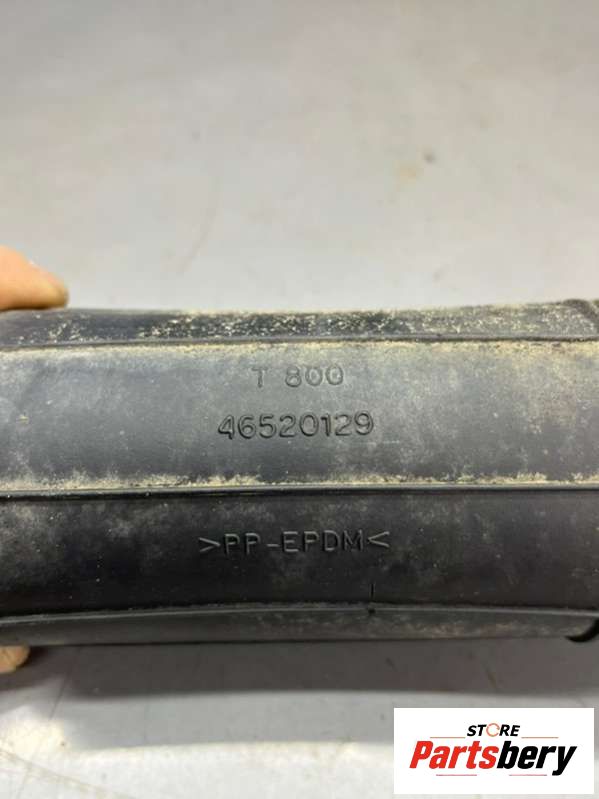 T 800
46520129
>PP-EPDM<
STORE
Partsbery